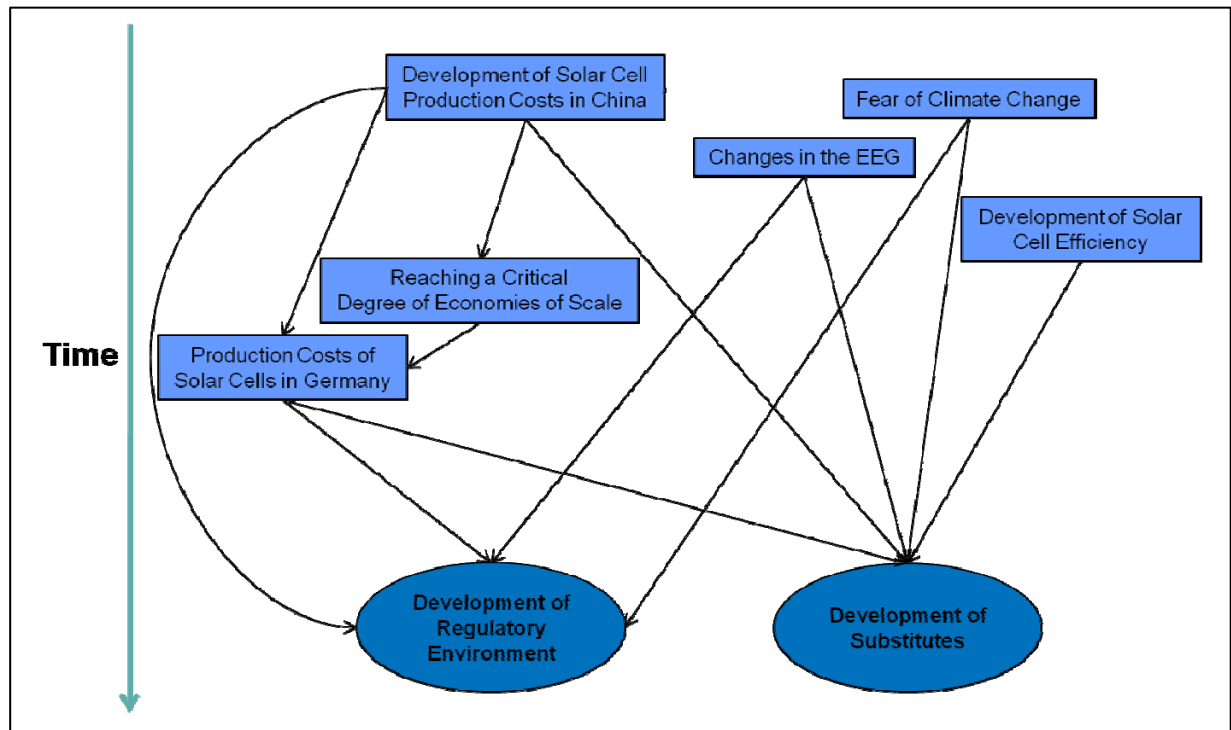 Development of Solar Cell
Production Costs in China
Fear of Climate Change
Changes in the EEG
Development of Solar
Cell Efficiency
Reaching a Critical
Degree of Economies of Scale
Time
Production Costs of
Solar Cells in Germany
Development of
Regulatory
Environment
Development of
Substitutes